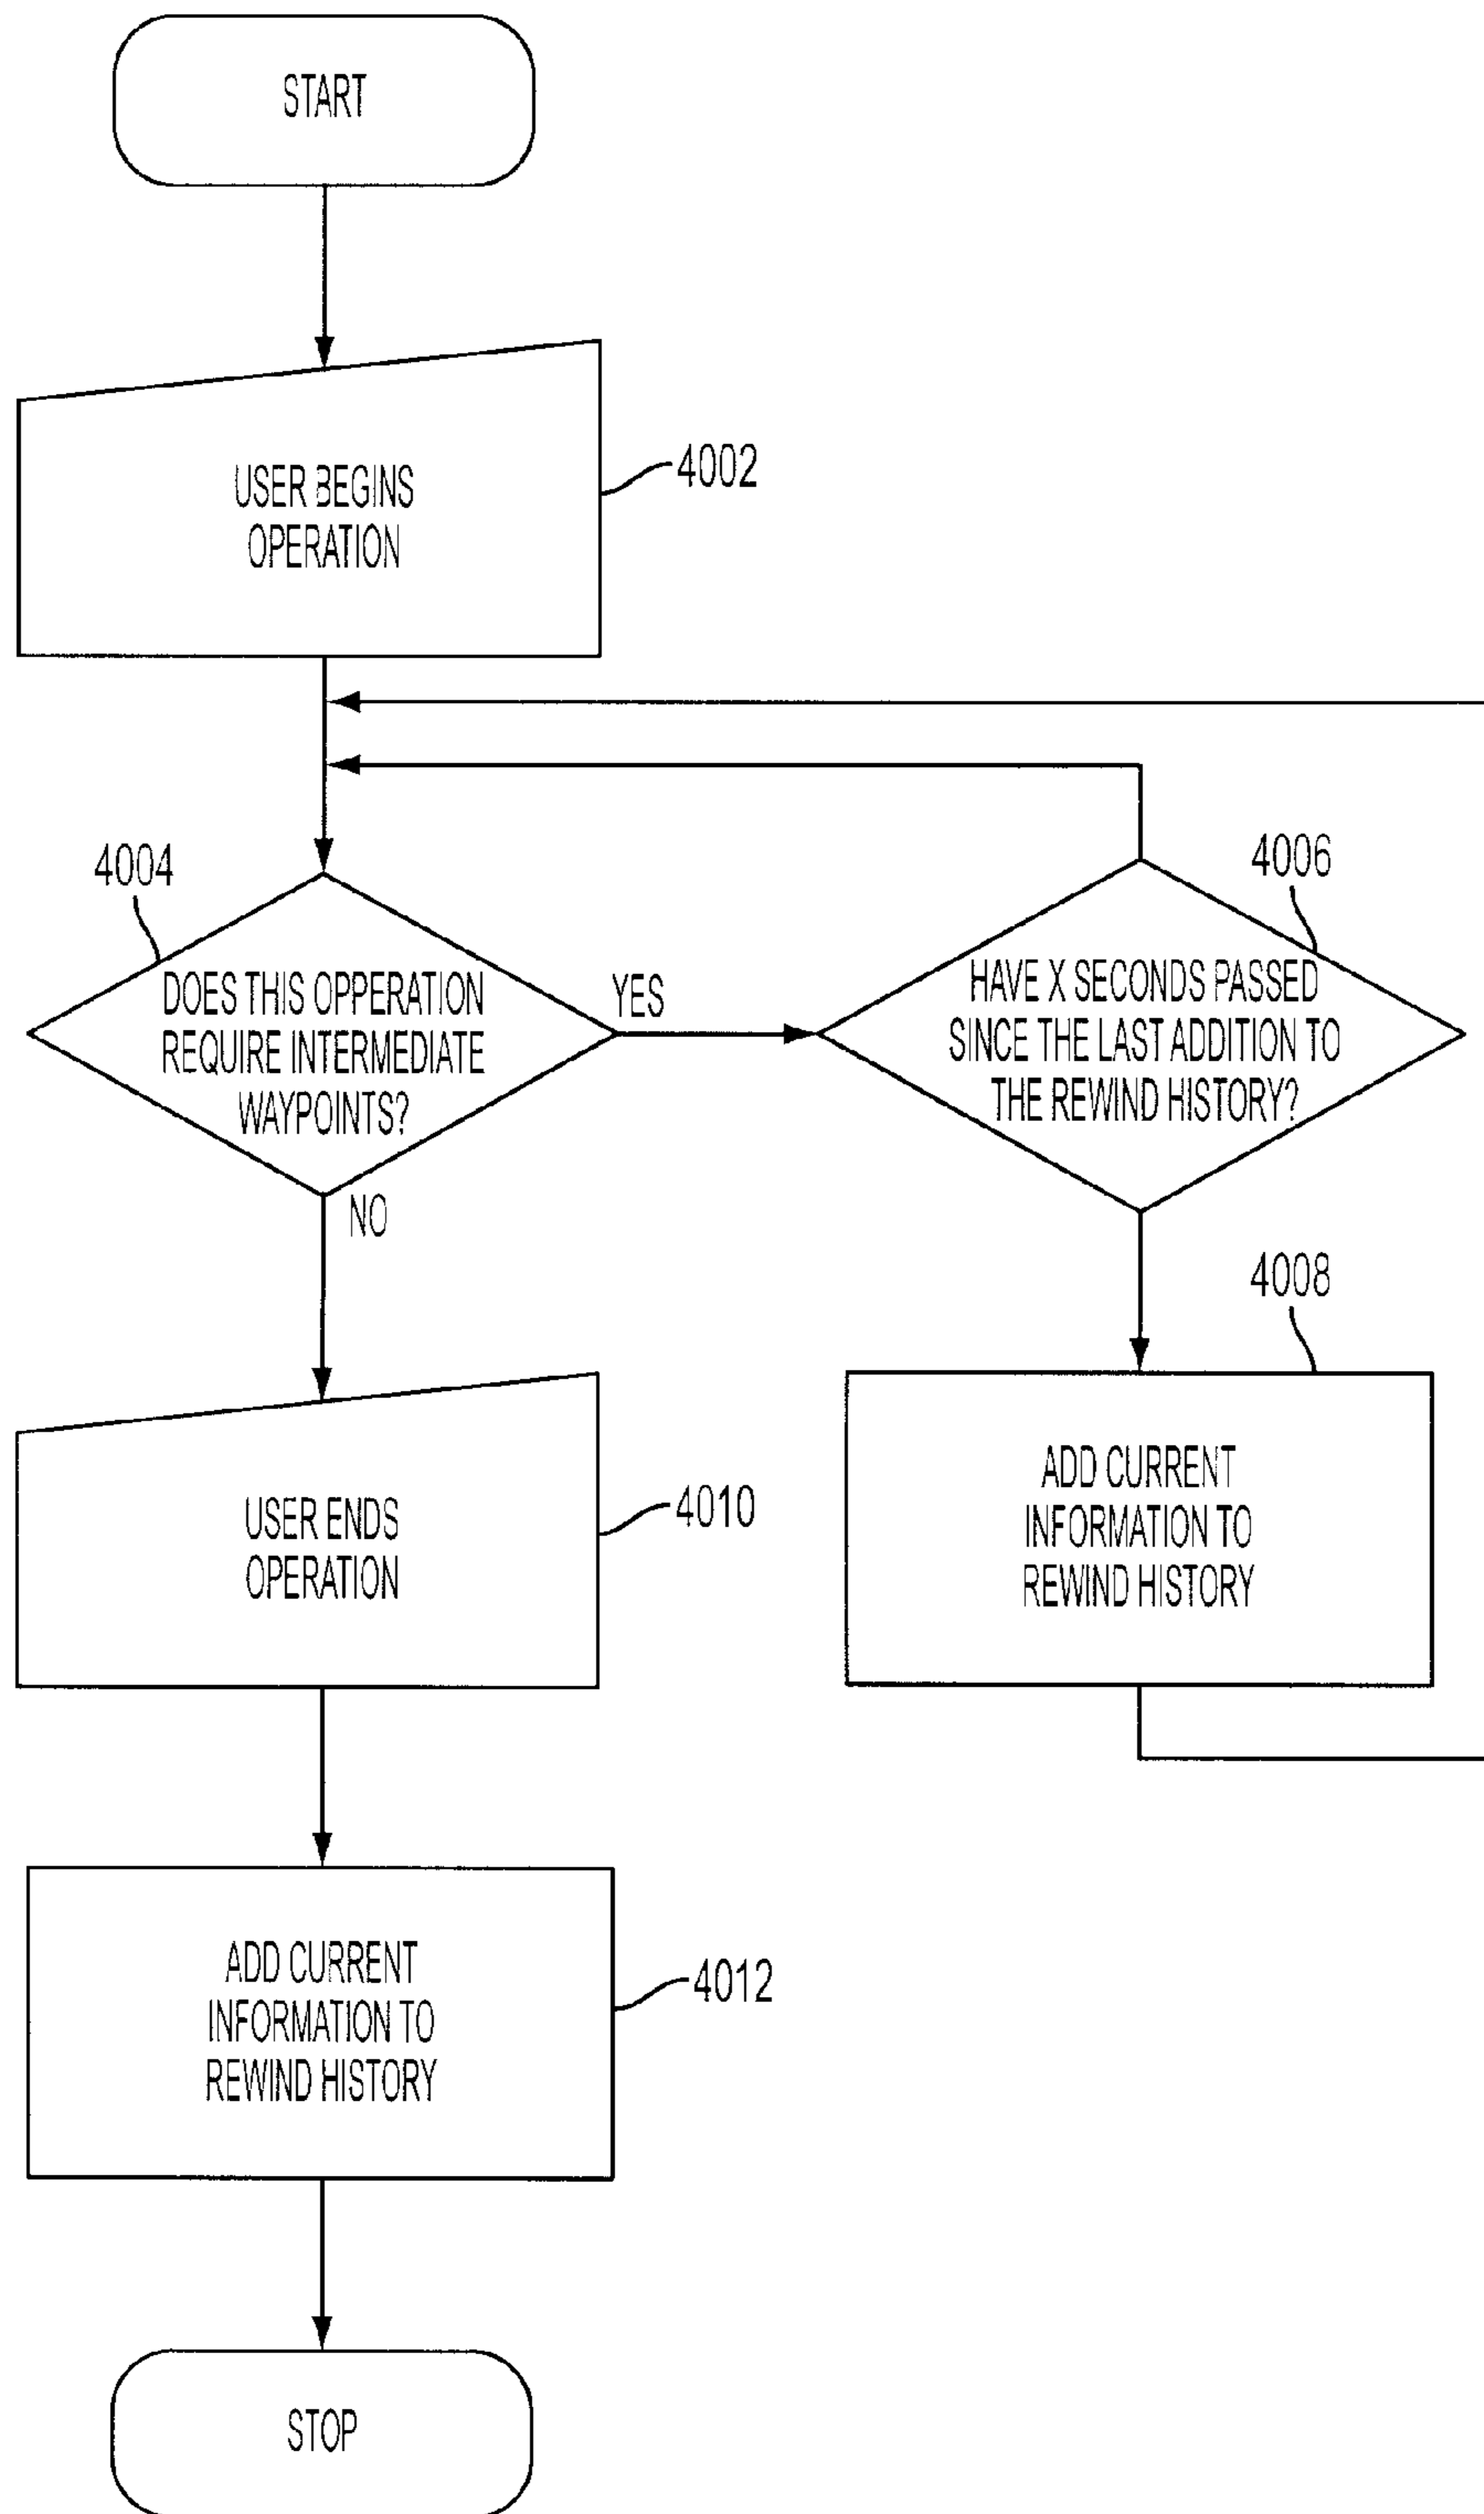 START
USER BEGINS
OPERATION
4002
4004
DOES THIS OPPERATION
REQUIRE INTERMEDIATE
WAYPOINTS?
YES
NO
4006
HAVE X SECONDS PASSED
SINCE THE LAST ADDITION TO
THE REWIND HISTORY?
4008
ADD CURRENT
INFORMATION TO
REWIND HISTORY
USER ENDS
OPERATION
4010
ADD CURRENT
INFORMATION TO
REWIND HISTORY
4012
STOP